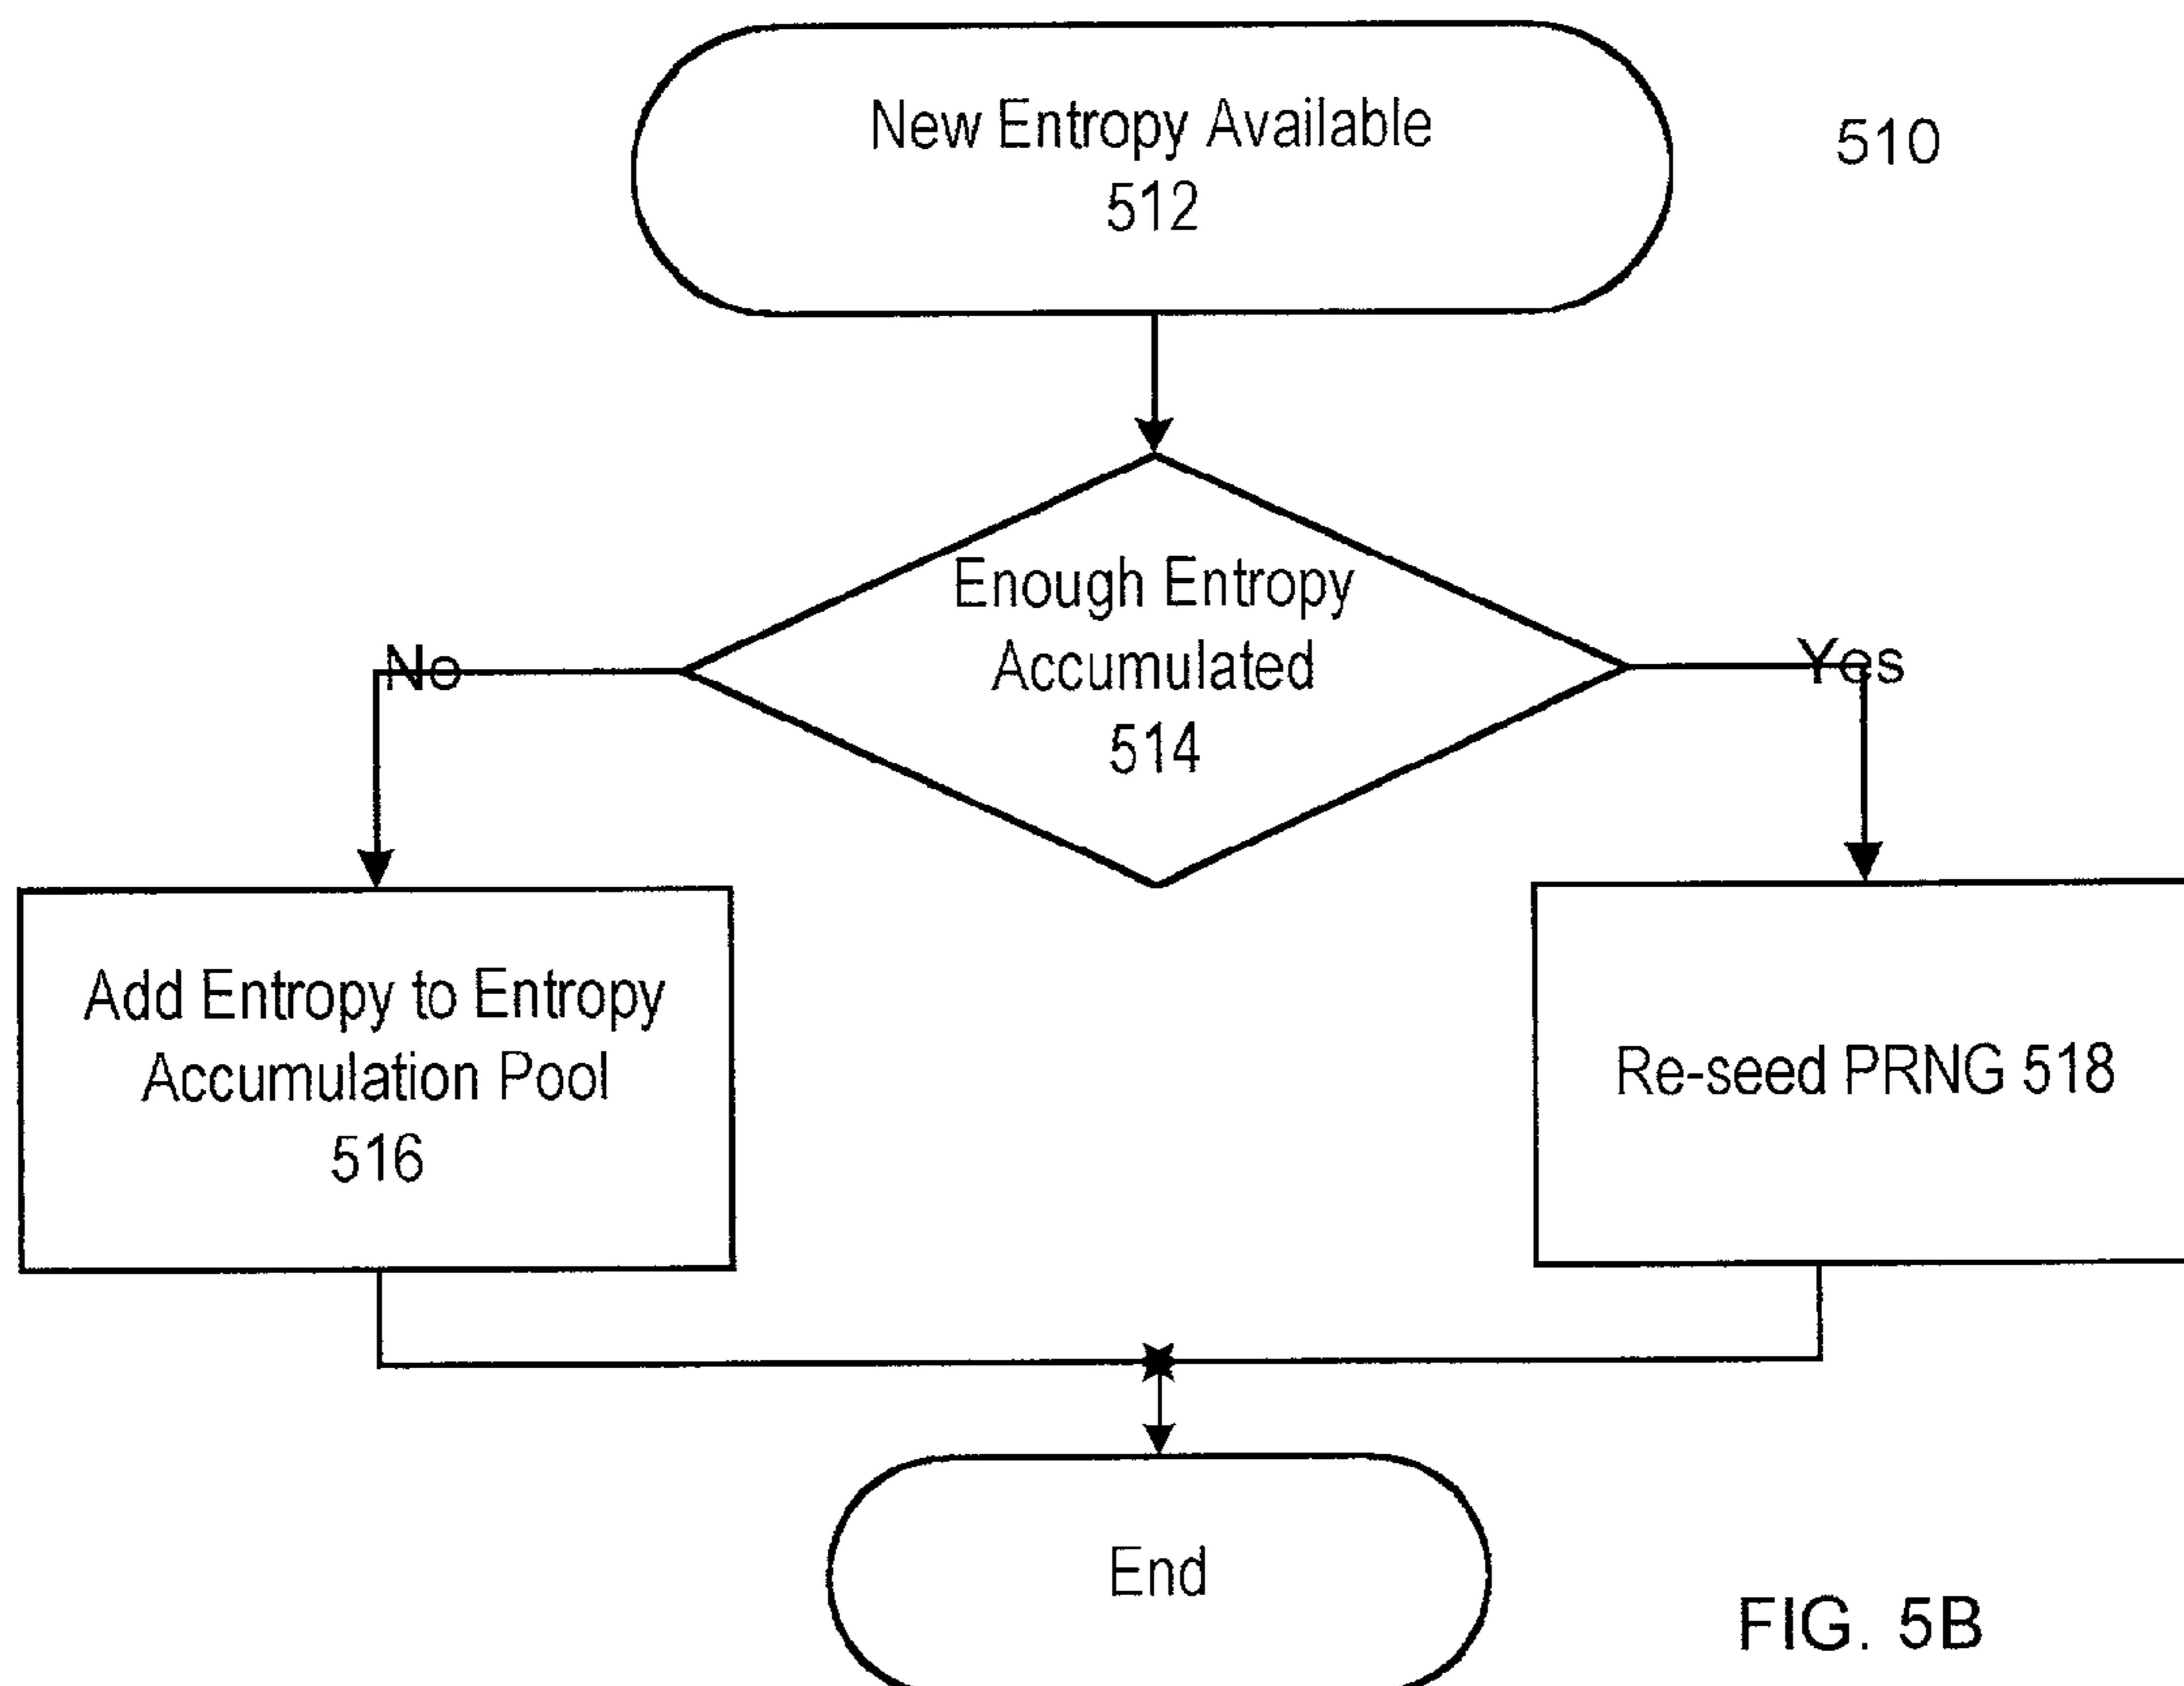 New Entropy Available
512
510
Enough Entropy
Accumulated
514
No
Yes
Add Entropy to Entropy
Accumulation Pool
516
Re-seed PRNG 518
End
FIG. 5B